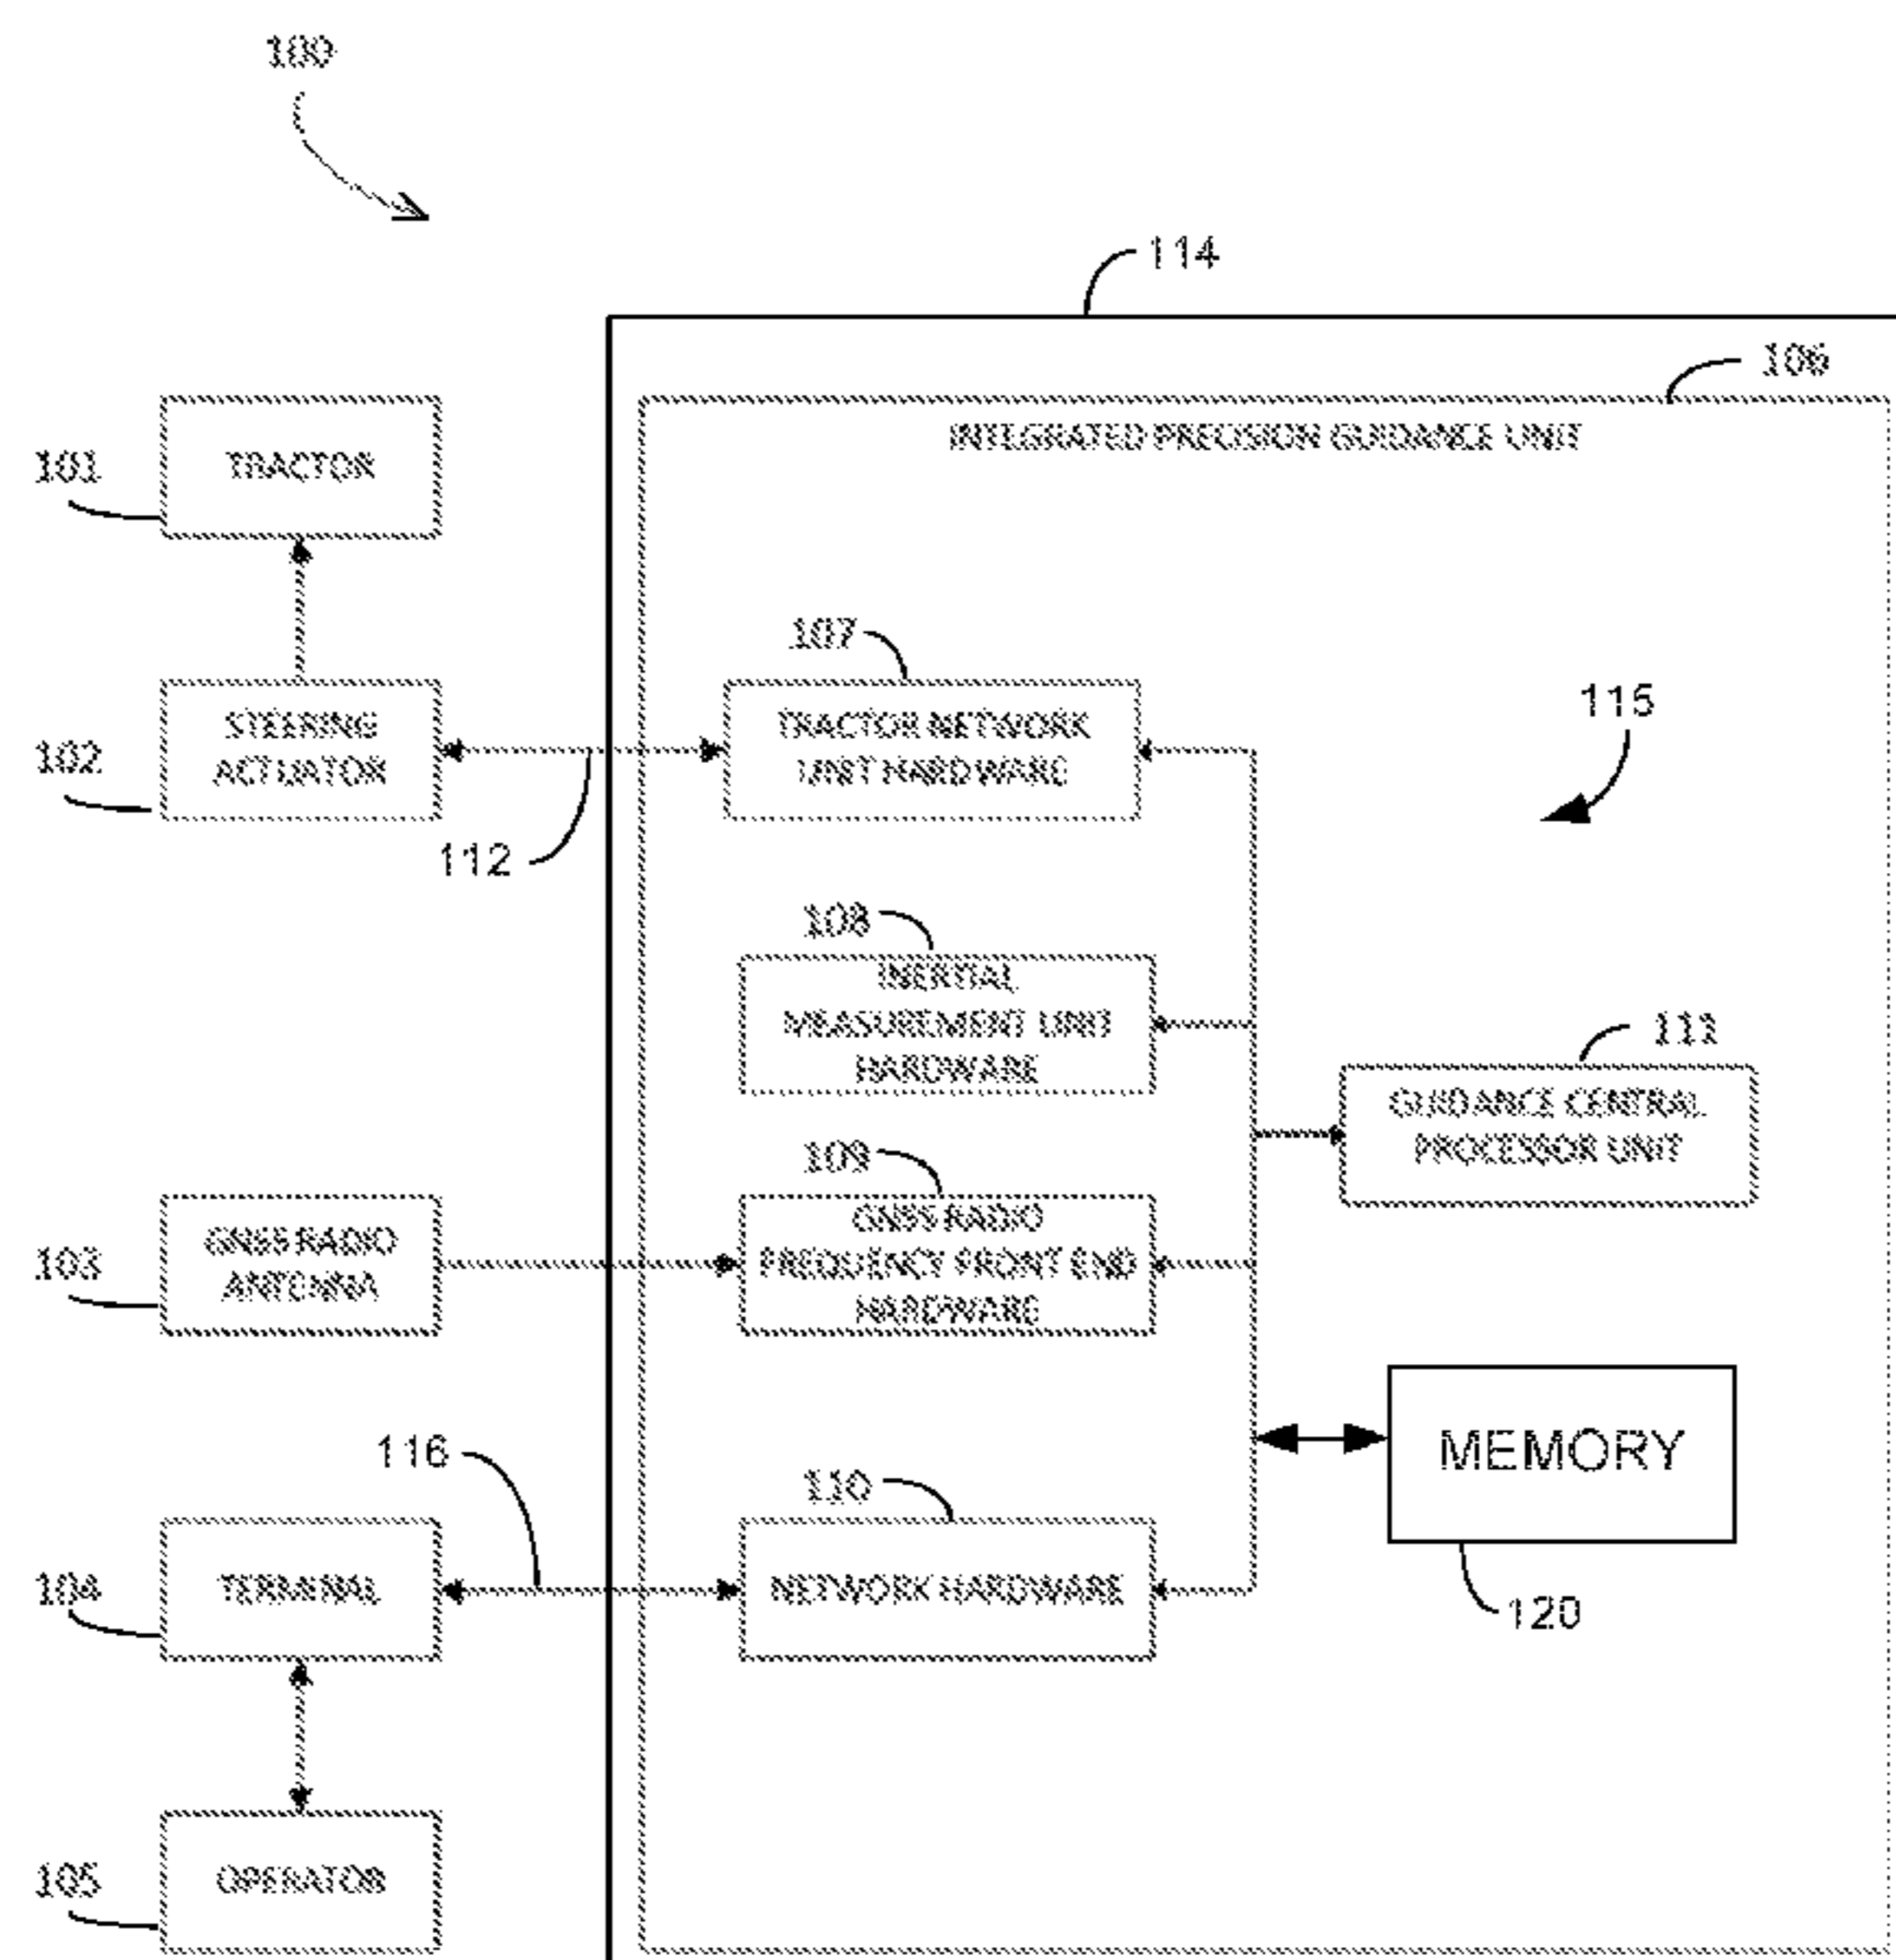 100
114
106
INTEGRATED PRECISION GUIDANCE UNIT
101
TRACTOR
107
115
102
STEERING
ACTUATOR
TRACTOR NETWORK
UNIT HARDWARE
112
108
INERTIAL
MEASUREMENT UNIT
HARDWARE
111
GUIDANCE CENTRAL
PROCESSOR UNIT
109
103
GNSS RADIO
ANTENNA
GNSS RADIO
FREQUENCY FRONT END
HARDWARE
116
110
MEMORY
120
104
TERMINAL
NETWORK HARDWARE
105
OPERATOR